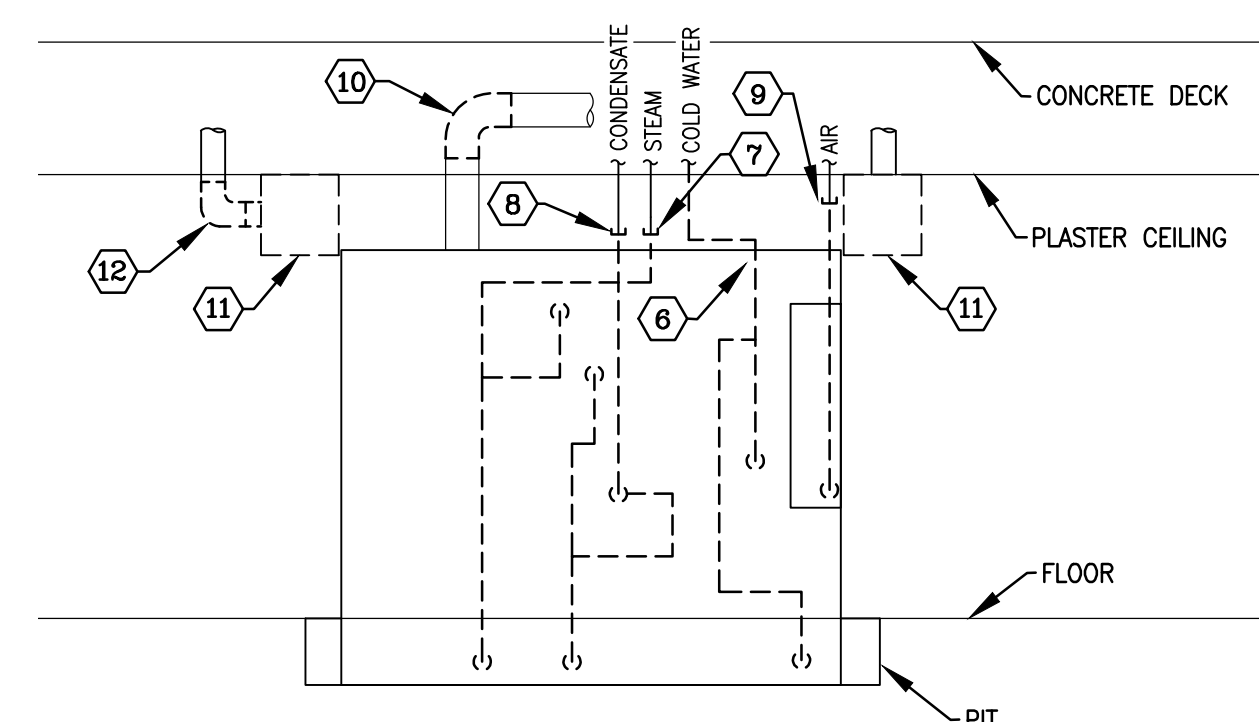 CONDENSATE
STEAM
COLD WATER
AIR
10
9
CONCRETE DECK
7
8
12
11
6
11
PLASTER CEILING
FLOOR
PIT